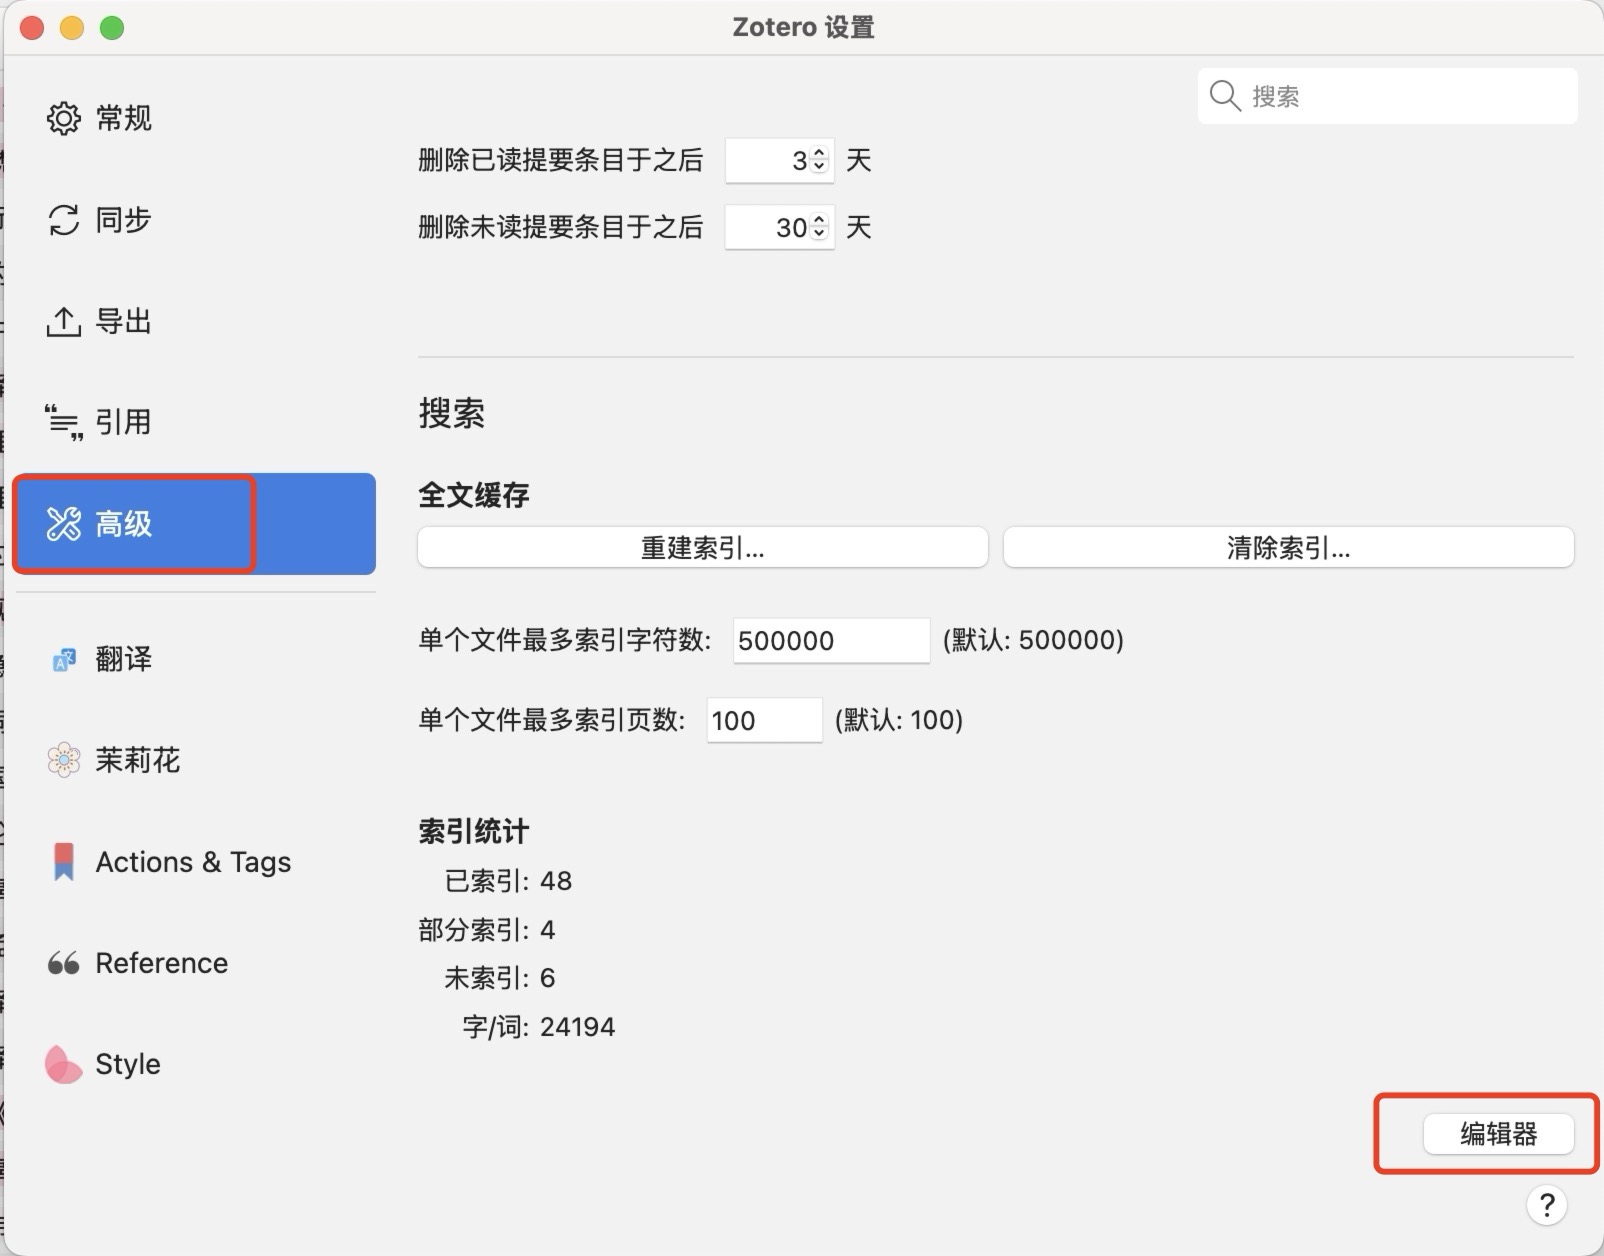 Zotero 设置
搜索
常规
同步
导出
引用
高级
翻译
茉莉花
Actions & Tags
Reference
Style
删除已读提要条目于之后 3 天
删除未读提要条目于之后 30 天
搜索
全文缓存
重建索引... 清除索引...
单个文件最多索引字符数: 500000 (默认: 500000)
单个文件最多索引页数: 100 (默认: 100)
索引统计
已索引: 48
部分索引: 4
未索引: 6
字/词: 24194
编辑器
?